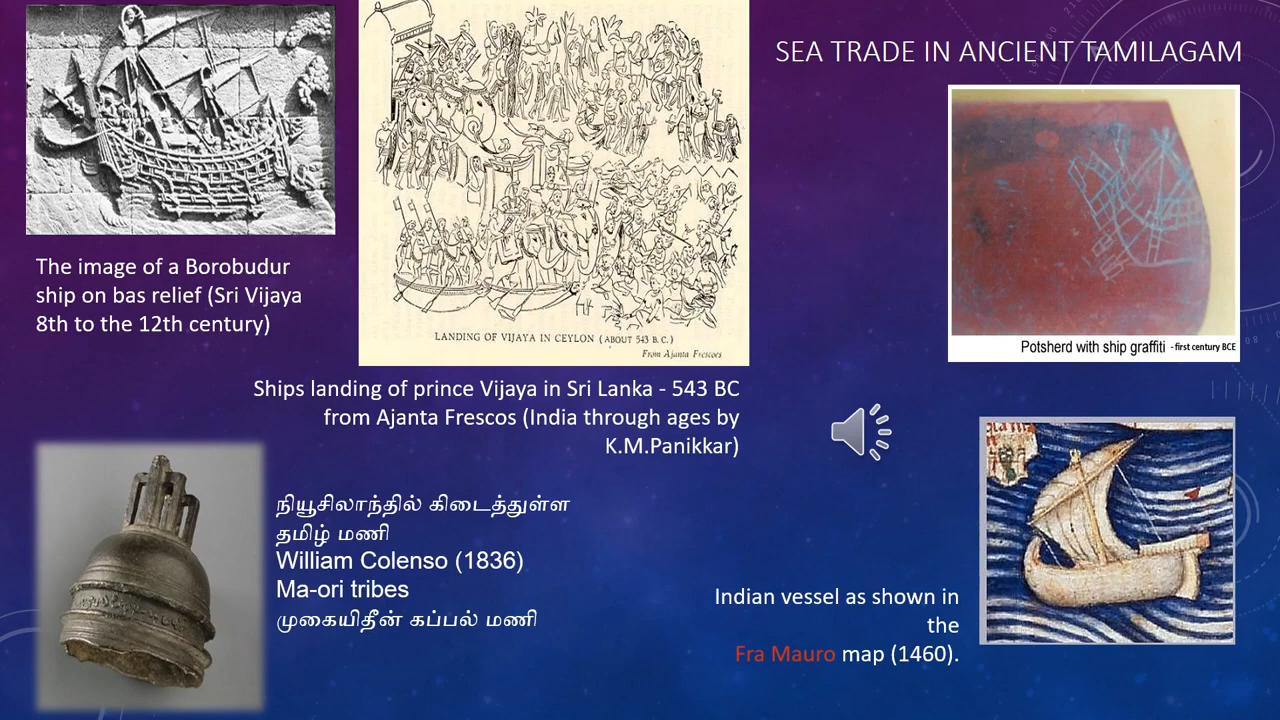 SEA TRADE IN ANCIENT TAMILAGAM
The image of a Borobudur
ship on bas relief (Sri Vijaya
8th to the 12th century)
LANDING OF VIJAYA IN CEYLON (ABOUT 543 B.C.)
From Ajanta Frescoes
Ships landing of prince Vijaya in Sri Lanka - 543 BC
from Ajanta Frescos (India through ages by
K.M.Panikkar)
Potsherd with ship graffiti - first century BCE
நியூசிலாந்தில் கிடைத்துள்ள
தமிழ் மணி
William Colenso (1836)
Ma-ori tribes
முகையிதீன் கப்பல் மணி
Indian vessel as shown in
the
Fra Mauro map (1460).